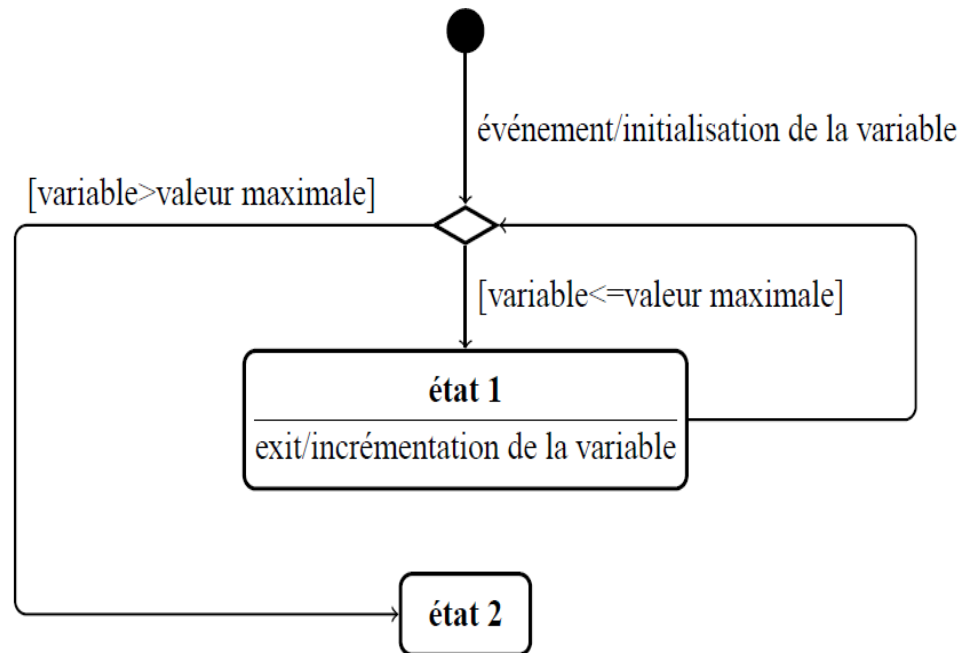 événement/initialisation de la variable
[variable>valeur maximale]
[variable<=valeur maximale]
état 1
exit/incrémentation de la variable
état 2